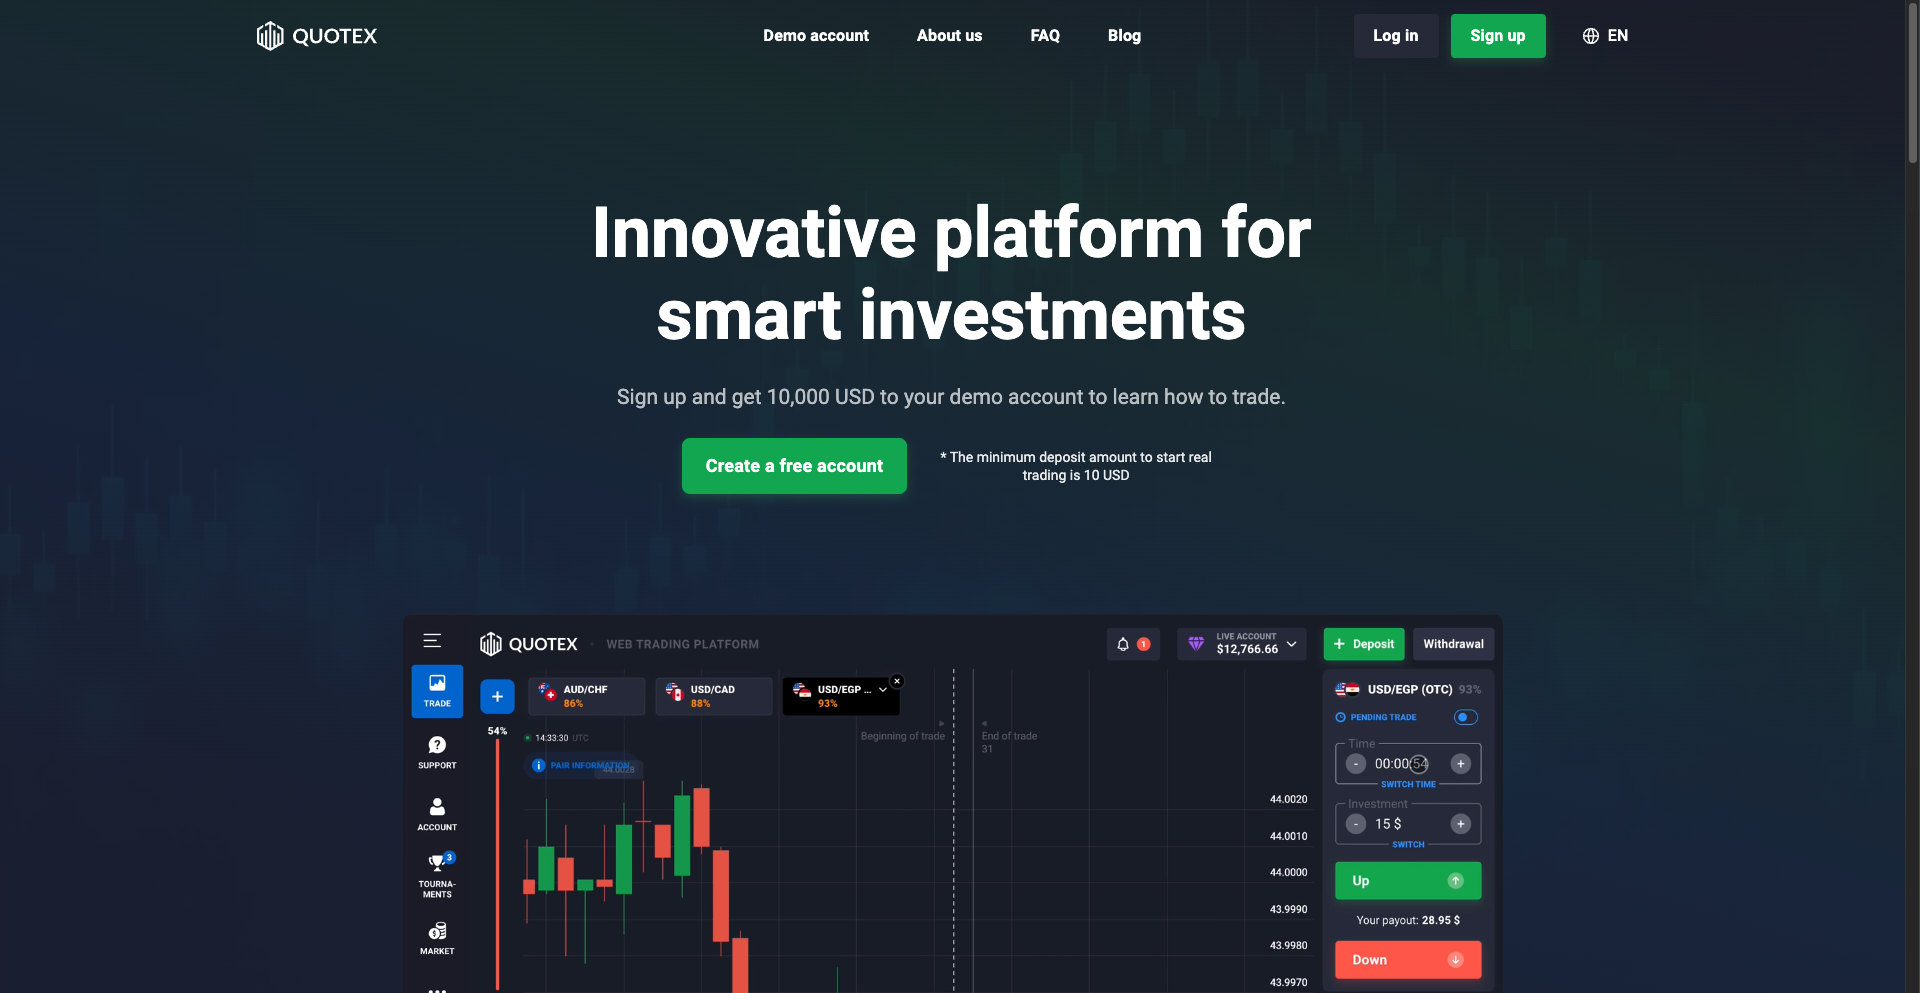 QUOTEX
Demo account
About us
FAQ
Blog
Log in
Sign up
EN
Innovative platform for
smart investments
Sign up and get 10,000 USD to your demo account to learn how to trade.
Create a free account
* The minimum deposit amount to start real
trading is 10 USD
QUOTEX
WEB TRADING PLATFORM
1
LIVE ACCOUNT
$12,766.66
+ Deposit
Withdrawal
TRADE
SUPPORT
ACCOUNT
3
TOURNA-
MENTS
MARKET
+
AUD/CHF
86%
USD/CAD
88%
USD/EGP ...
93%
54%
14:33:30 UTC
Beginning of trade
End of trade
31
PAIR INFORMATION
44.0028
44.0020
44.0010
44.0000
43.9990
43.9980
43.9970
USD/EGP (OTC) 93%
PENDING TRADE
Time
- 00:00:54 +
SWITCH TIME
Investment
- 15 $ +
SWITCH
Up
Your payout: 28.95 $
Down